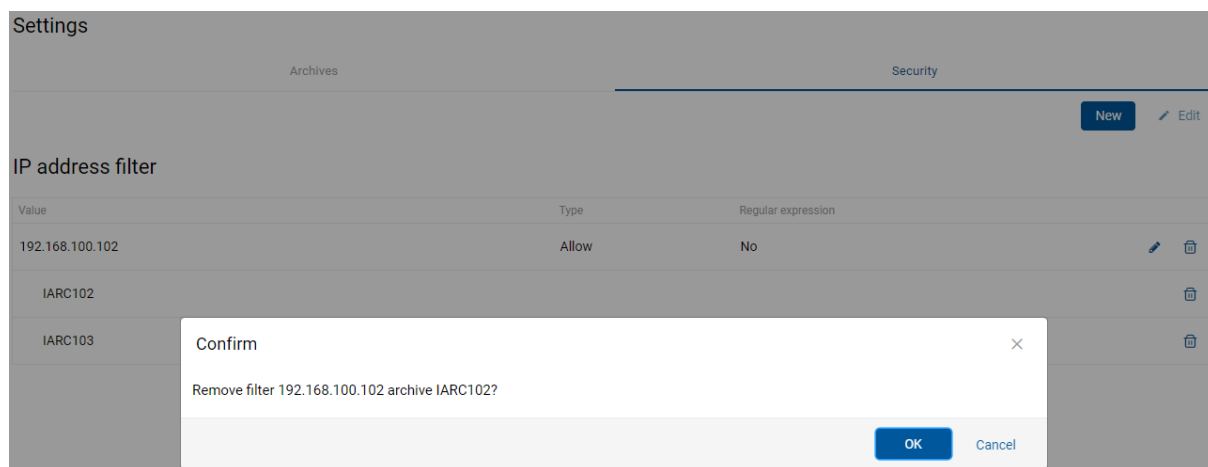 Settings
Archives Security
New Edit
IP address filter
Value Type Regular expression
192.168.100.102 Allow No
IARC102
IARC103
Confirm
Remove filter 192.168.100.102 archive IARC102?
OK Cancel